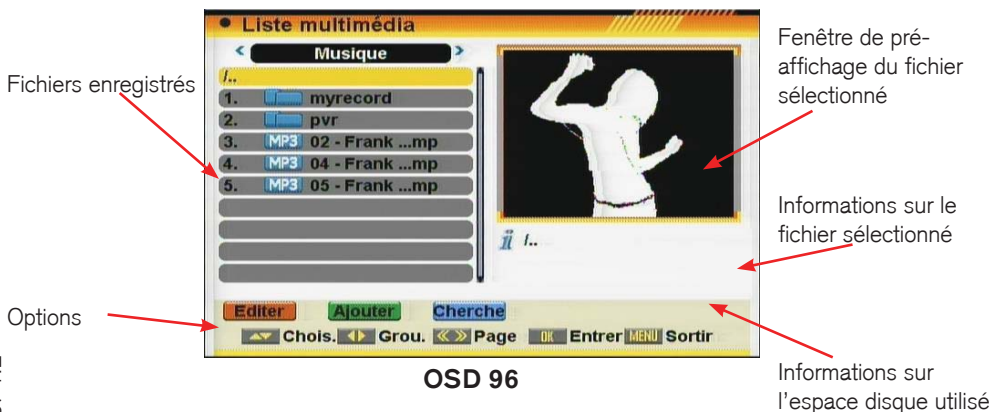 Liste multimédia
Musique
/..
1. myrecord
2. pvr
3. MP3 02 - Frank ...mp
4. MP3 04 - Frank ...mp
5. MP3 05 - Frank ...mp
/..
Editer Ajouter Cherche
Chois. Grou. Page OK Entrer MENU Sortir
Fichiers enregistrés
Options
Fenêtre de pré-
affichage du fichier
sélectionné
Informations sur le
fichier sélectionné
Informations sur
l'espace disque utilisé
OSD 96